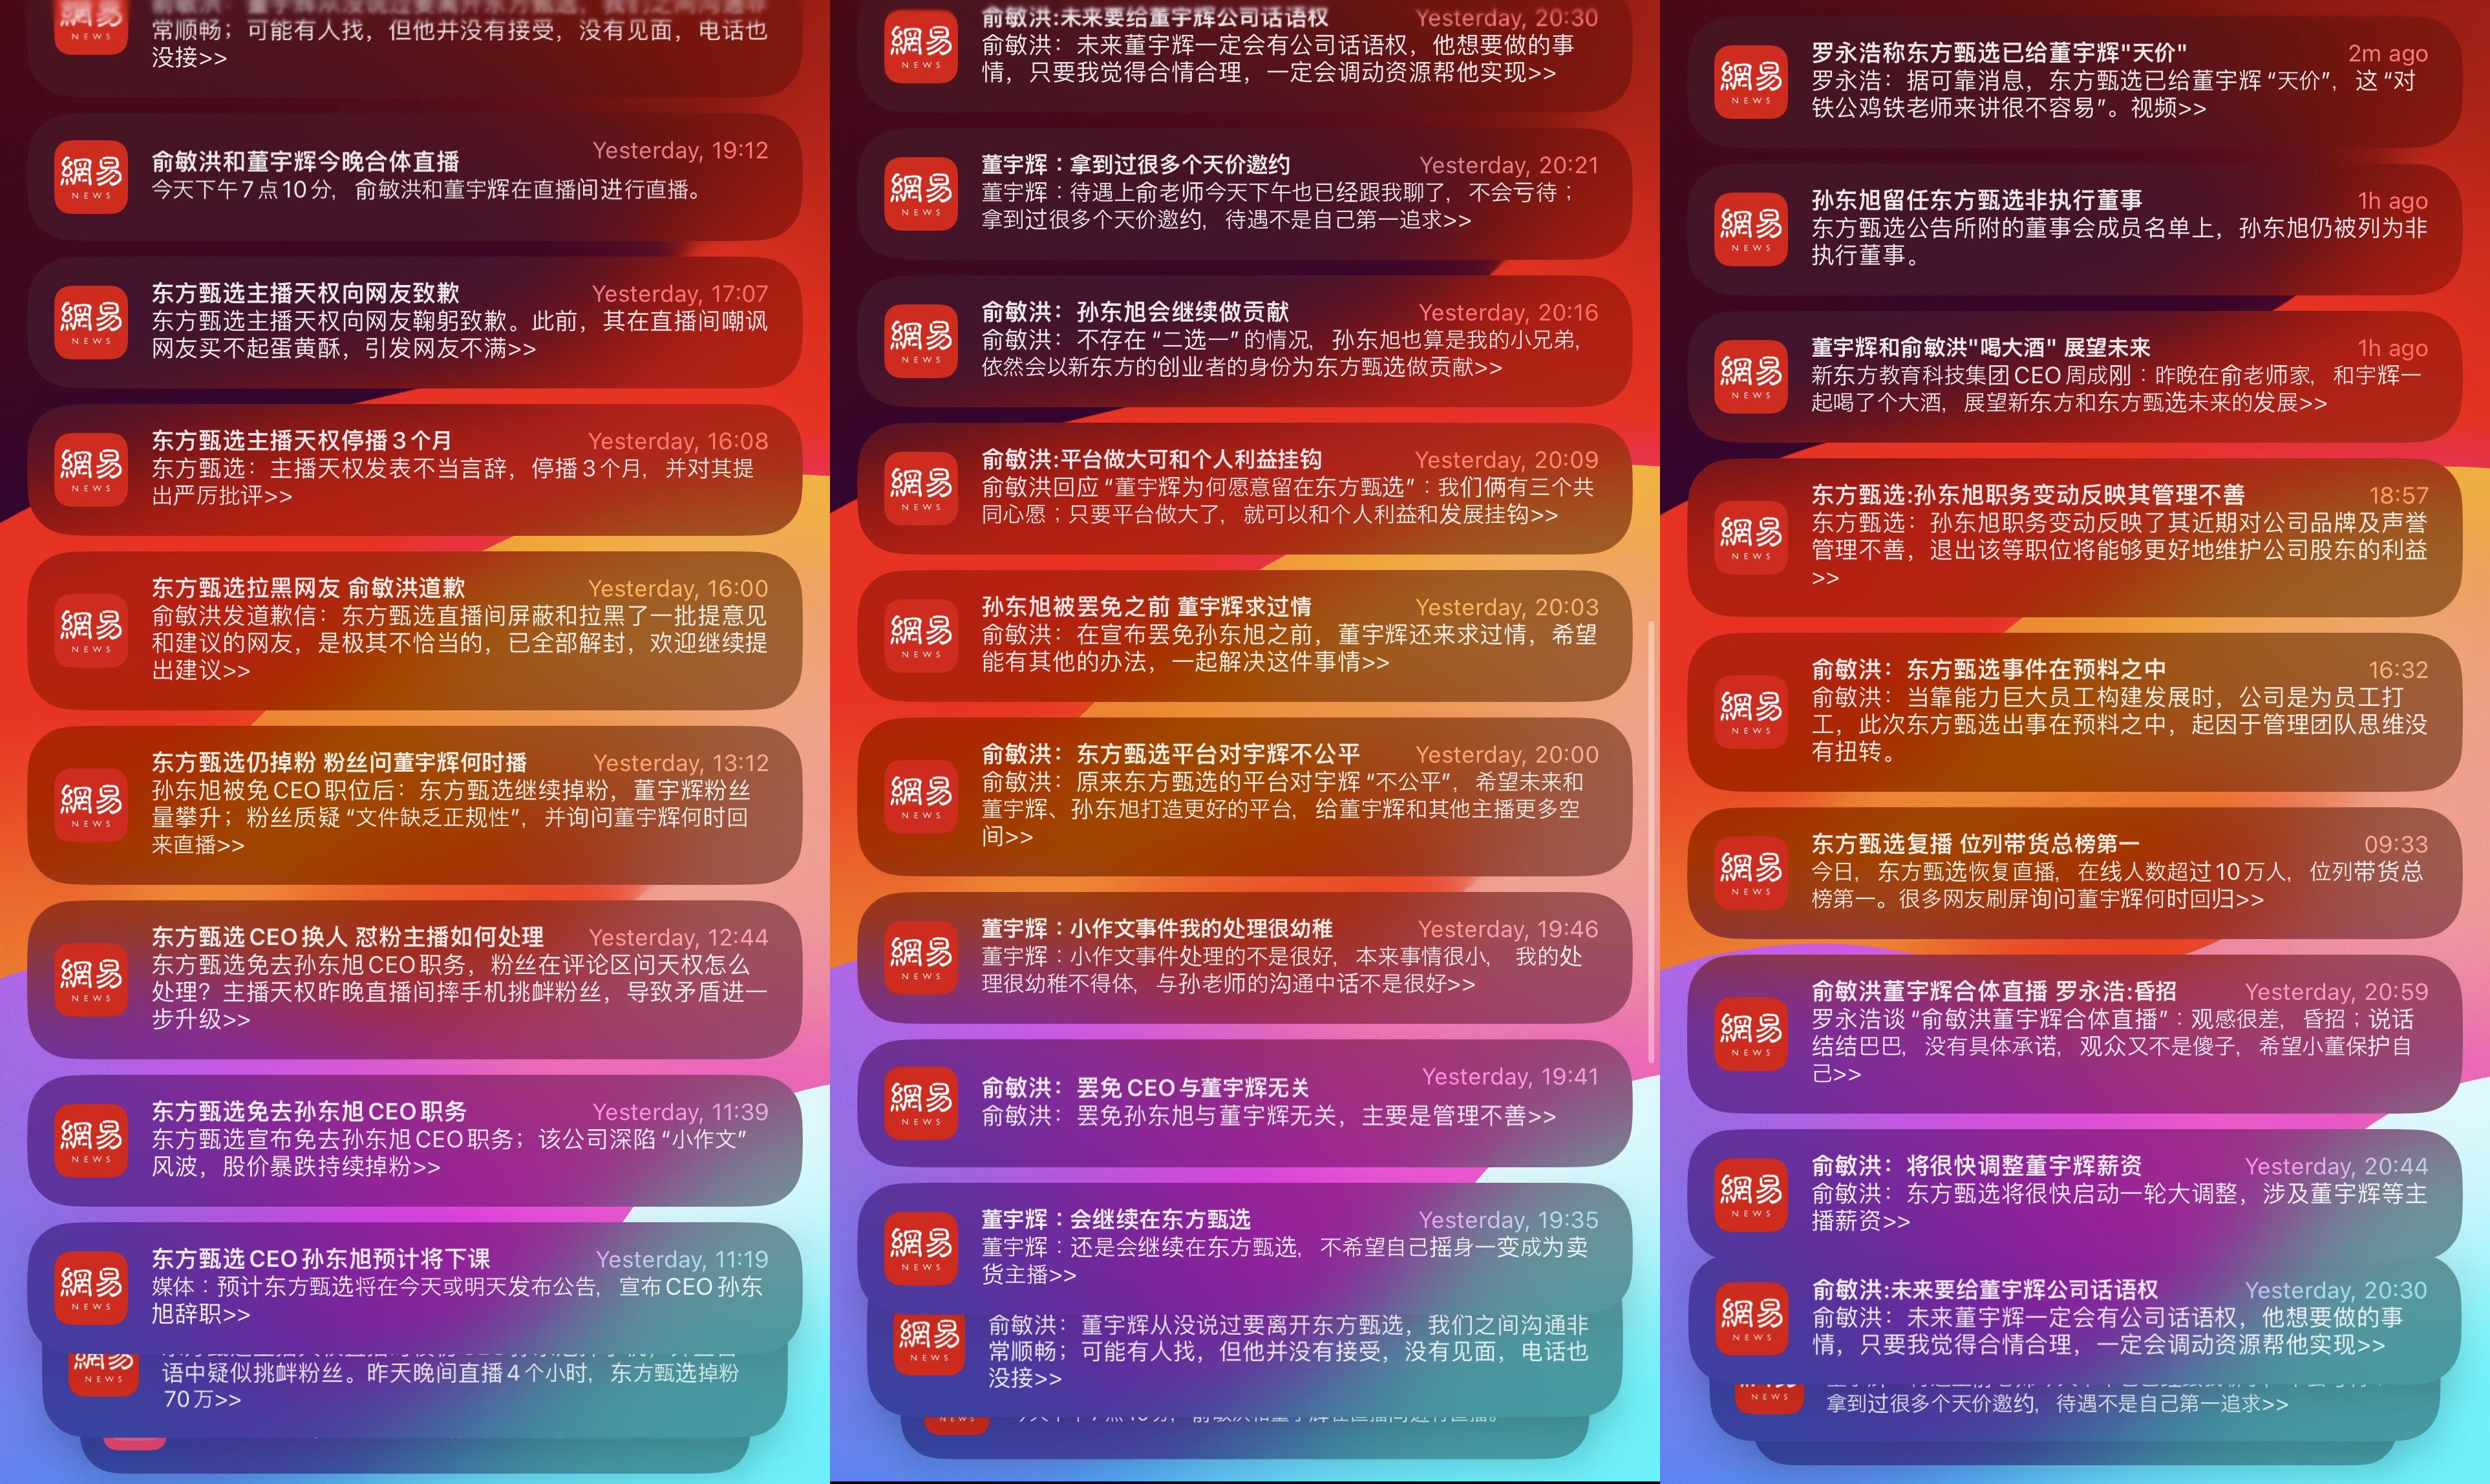 俞敏洪：董宇辉从没说过要离开东方甄选，我们之间沟通非
常顺畅；可能有人找，但他并没有接受，没有见面，电话也
没接>>
網易
NEWS
俞敏洪和董宇辉今晚合体直播
Yesterday, 19:12
今天下午7点10分，俞敏洪和董宇辉在直播间进行直播。
網易
NEWS
东方甄选主播天权向网友致歉
Yesterday, 17:07
东方甄选主播天权向网友鞠躬致歉。此前，其在直播间嘲讽
网友买不起蛋黄酥，引发网友不满>>
網易
NEWS
东方甄选主播天权停播3个月
Yesterday, 16:08
东方甄选：主播天权发表不当言辞，停播3个月，并对其提
出严厉批评>>
網易
NEWS
东方甄选拉黑网友 俞敏洪道歉
Yesterday, 16:00
俞敏洪发道歉信：东方甄选直播间屏蔽和拉黑了一批提意见
和建议的网友，是极其不恰当的，已全部解封，欢迎继续提
出建议>>
網易
NEWS
东方甄选仍掉粉 粉丝问董宇辉何时播
Yesterday, 13:12
孙东旭被免CEO职位后：东方甄选继续掉粉，董宇辉粉丝
量攀升；粉丝质疑“文件缺乏正规性”，并询问董宇辉何时回
来直播>>
網易
NEWS
东方甄选CEO换人 怼粉主播如何处理
Yesterday, 12:44
东方甄选免去孙东旭CEO职务，粉丝在评论区问天权怎么
处理？主播天权昨晚直播间摔手机挑衅粉丝，导致矛盾进一
步升级>>
網易
NEWS
东方甄选免去孙东旭CEO职务
Yesterday, 11:39
东方甄选宣布免去孙东旭CEO职务；该公司深陷“小作文”
风波，股价暴跌持续掉粉>>
網易
NEWS
东方甄选CEO孙东旭预计将下课
Yesterday, 11:19
媒体：预计东方甄选将在今天或明天发布公告，宣布CEO孙东
旭辞职>>
網易
NEWS
语中疑似挑衅粉丝。昨天晚间直播4个小时，东方甄选掉粉
70万>>
NEWS
俞敏洪:未来要给董宇辉公司话语权
Yesterday, 20:30
俞敏洪：未来董宇辉一定会有公司话语权，他想要做的事
情，只要我觉得合情合理，一定会调动资源帮他实现>>
網易
NEWS
董宇辉：拿到过很多个天价邀约
Yesterday, 20:21
董宇辉：待遇上俞老师今天下午也已经跟我聊了，不会亏待；
拿到过很多个天价邀约，待遇不是自己第一追求>>
網易
NEWS
俞敏洪：孙东旭会继续做贡献
Yesterday, 20:16
俞敏洪：不存在“二选一”的情况，孙东旭也算是我的小兄弟，
依然会以新东方的创业者的身份为东方甄选做贡献>>
網易
NEWS
俞敏洪:平台做大可和个人利益挂钩
Yesterday, 20:09
俞敏洪回应“董宇辉为何愿意留在东方甄选”：我们俩有三个共
同心愿；只要平台做大了，就可以和个人利益和发展挂钩>>
網易
NEWS
孙东旭被罢免之前 董宇辉求过情
Yesterday, 20:03
俞敏洪：在宣布罢免孙东旭之前，董宇辉还来求过情，希望
能有其他的办法，一起解决这件事情>>
網易
NEWS
俞敏洪：东方甄选平台对宇辉不公平
Yesterday, 20:00
俞敏洪：原来东方甄选的平台对宇辉“不公平”，希望未来和
董宇辉、孙东旭打造更好的平台，给董宇辉和其他主播更多空
间>>
網易
NEWS
董宇辉：小作文事件我的处理很幼稚
Yesterday, 19:46
董宇辉：小作文事件处理的不是很好，本来事情很小， 我的处
理很幼稚不得体，与孙老师的沟通中话不是很好>>
網易
NEWS
俞敏洪：罢免CEO与董宇辉无关
Yesterday, 19:41
俞敏洪：罢免孙东旭与董宇辉无关，主要是管理不善>>
網易
NEWS
董宇辉：会继续在东方甄选
Yesterday, 19:35
董宇辉：还是会继续在东方甄选，不希望自己摇身一变成为卖
货主播>>
網易
NEWS
俞敏洪：董宇辉从没说过要离开东方甄选，我们之间沟通非
常顺畅；可能有人找，但他并没有接受，没有见面，电话也
没接>>
網易
NEWS
罗永浩称东方甄选已给董宇辉"天价"
2m ago
罗永浩：据可靠消息，东方甄选已给董宇辉“天价”，这“对
铁公鸡铁老师来讲很不容易”。视频>>
網易
NEWS
孙东旭留任东方甄选非执行董事
1h ago
东方甄选公告所附的董事会成员名单上，孙东旭仍被列为非
执行董事。
網易
NEWS
董宇辉和俞敏洪"喝大酒" 展望未来
1h ago
新东方教育科技集团CEO周成刚：昨晚在俞老师家，和宇辉一
起喝了个大酒，展望新东方和东方甄选未来的发展>>
網易
NEWS
东方甄选:孙东旭职务变动反映其管理不善
18:57
东方甄选：孙东旭职务变动反映了其近期对公司品牌及声誉
管理不善，退出该等职位将能够更好地维护公司股东的利益
>>
網易
NEWS
俞敏洪：东方甄选事件在预料之中
16:32
俞敏洪：当靠能力巨大员工构建发展时，公司是为员工打
工，此次东方甄选出事在预料之中，起因于管理团队思维没
有扭转。
網易
NEWS
东方甄选复播 位列带货总榜第一
09:33
今日，东方甄选恢复直播，在线人数超过10万人，位列带货总
榜第一。很多网友刷屏询问董宇辉何时回归>>
網易
NEWS
俞敏洪董宇辉合体直播 罗永浩:昏招
Yesterday, 20:59
罗永浩谈“俞敏洪董宇辉合体直播”：观感很差，昏招；说话
结结巴巴，没有具体承诺，观众又不是傻子，希望小董保护自
己>>
網易
NEWS
俞敏洪：将很快调整董宇辉薪资
Yesterday, 20:44
俞敏洪：东方甄选将很快启动一轮大调整，涉及董宇辉等主
播薪资>>
網易
NEWS
俞敏洪:未来要给董宇辉公司话语权
Yesterday, 20:30
俞敏洪：未来董宇辉一定会有公司话语权，他想要做的事
情，只要我觉得合情合理，一定会调动资源帮他实现>>
網易
NEWS
拿到过很多个天价邀约，待遇不是自己第一追求>>
NEWS